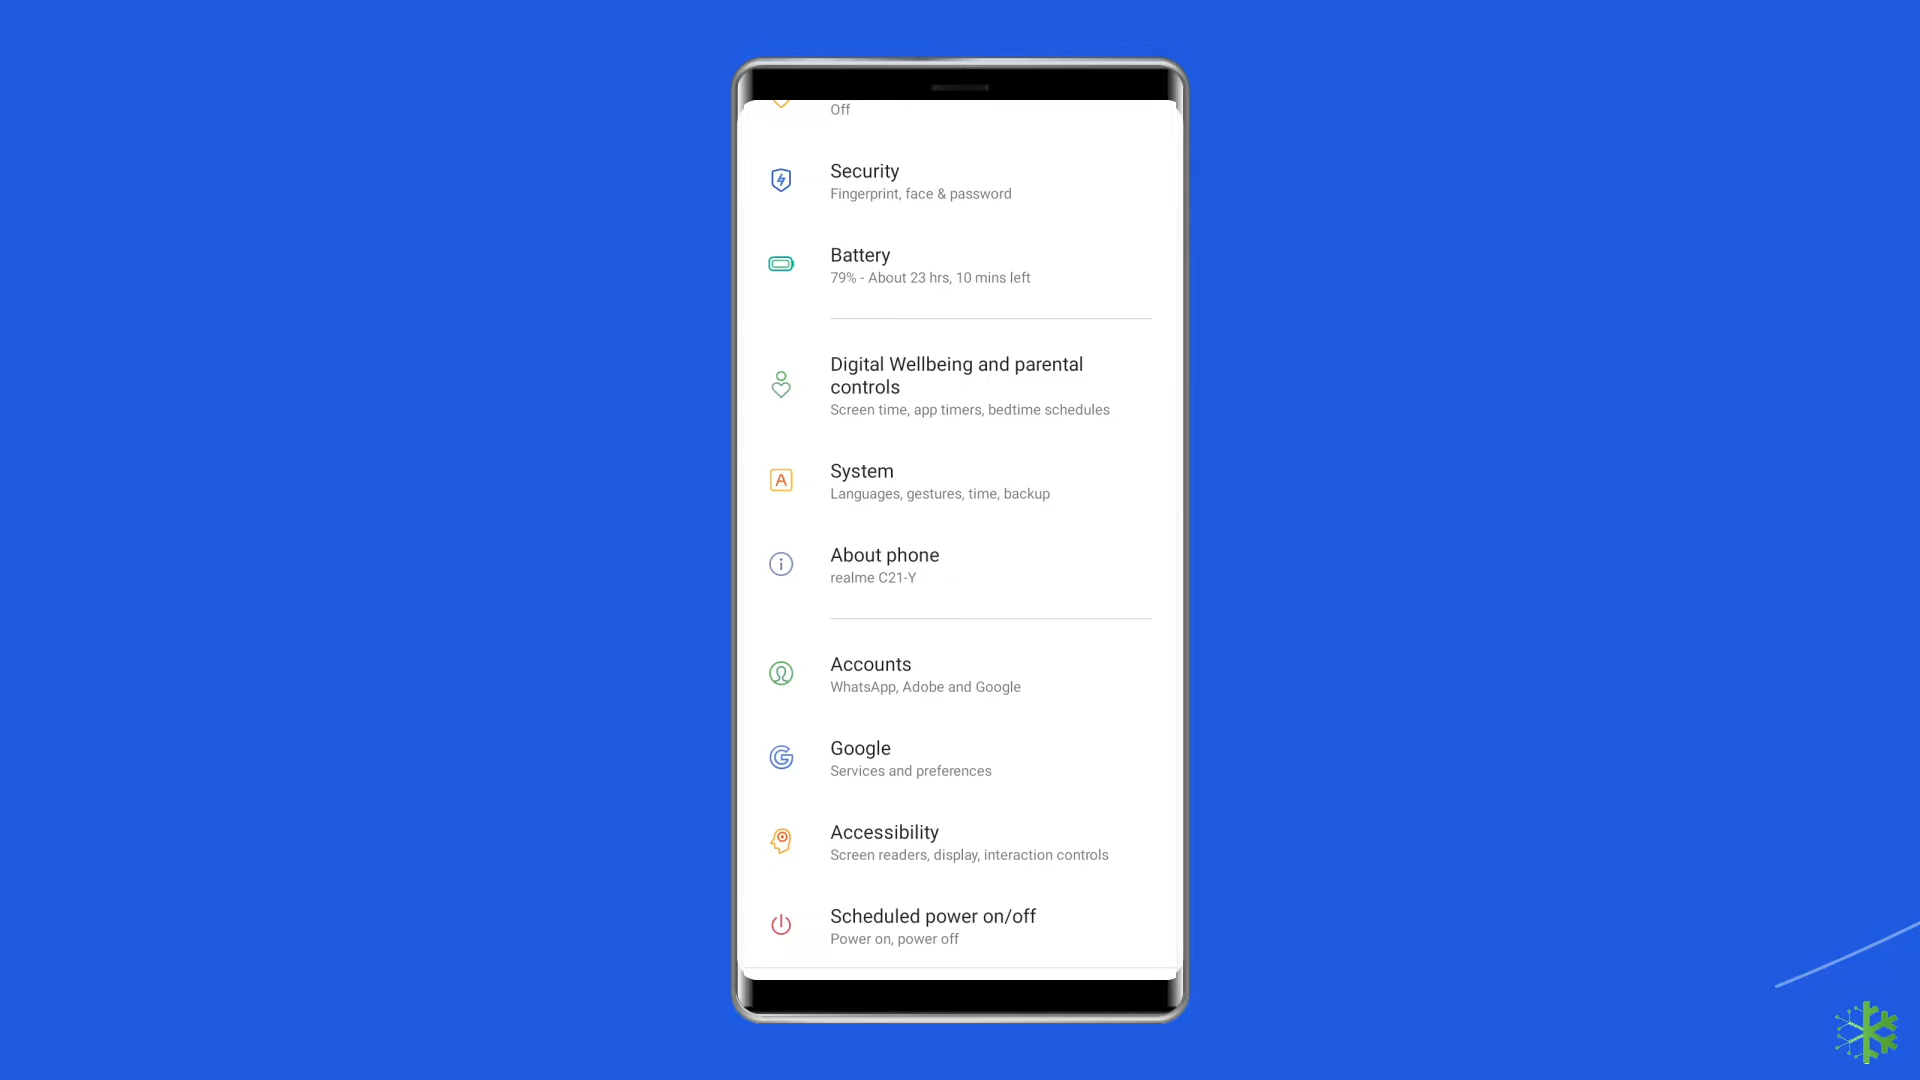 Off
Security
Fingerprint, face & password
Battery
79% - About 23 hrs, 10 mins left
Digital Wellbeing and parental
controls
Screen time, app timers, bedtime schedules
A
System
Languages, gestures, time, backup
About phone
realme C21-Y
Accounts
WhatsApp, Adobe and Google
Google
Services and preferences
Accessibility
Screen readers, display, interaction controls
Scheduled power on/off
Power on, power off